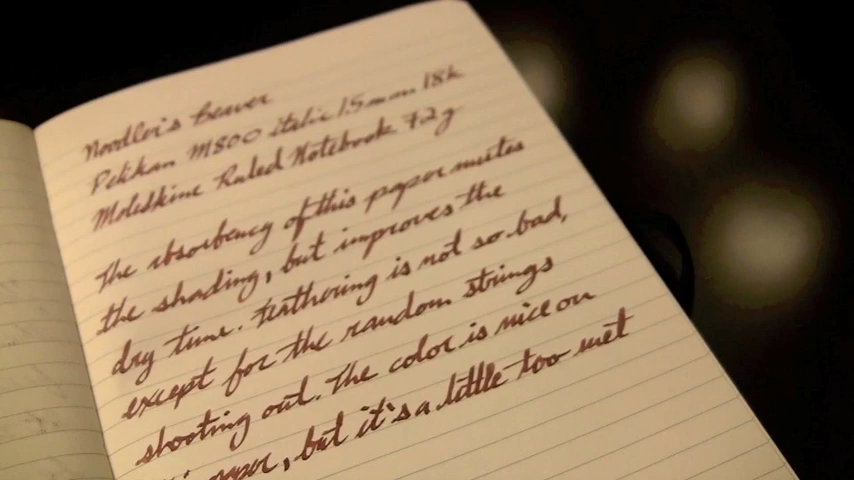 Noodler's Beaver
Pelikan M800 italic 1.5mm 18k
Moleskine Ruled Notebook 72g
The absorbency of this paper mutes
the shading, but improves the
dry time. Feathering is not so bad,
except for the random strings
shooting out. The color is nice on
paper, but it's a little too wet